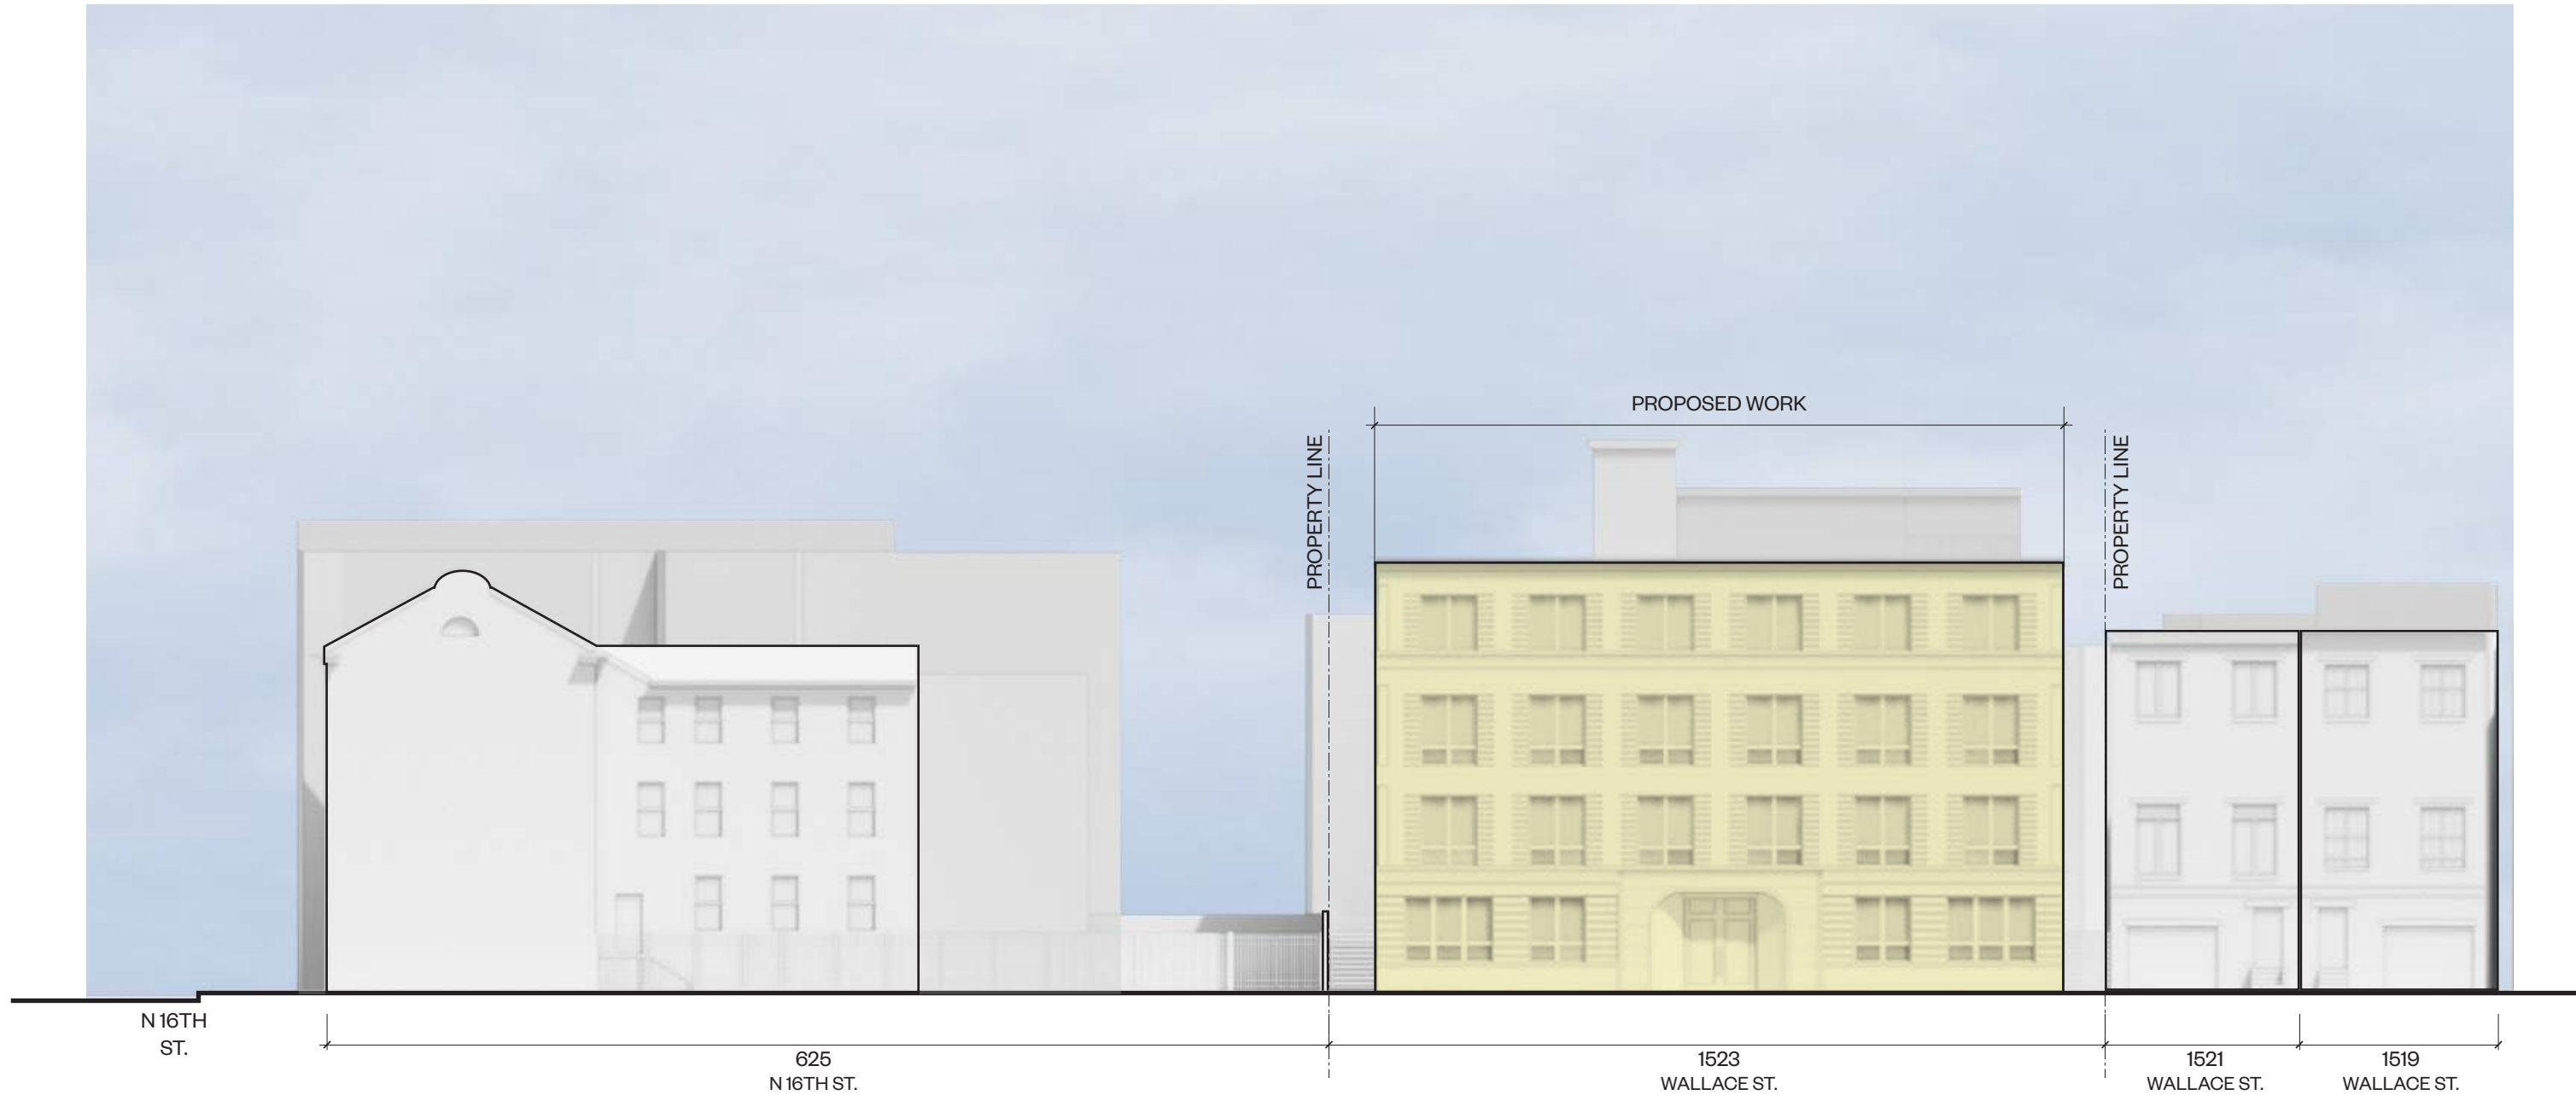 PROPOSED WORK
PROPERTY LINE
PROPERTY LINE
N 16TH
ST.
625
N 16TH ST.
1523
WALLACE ST.
1521
WALLACE ST.
1519
WALLACE ST.